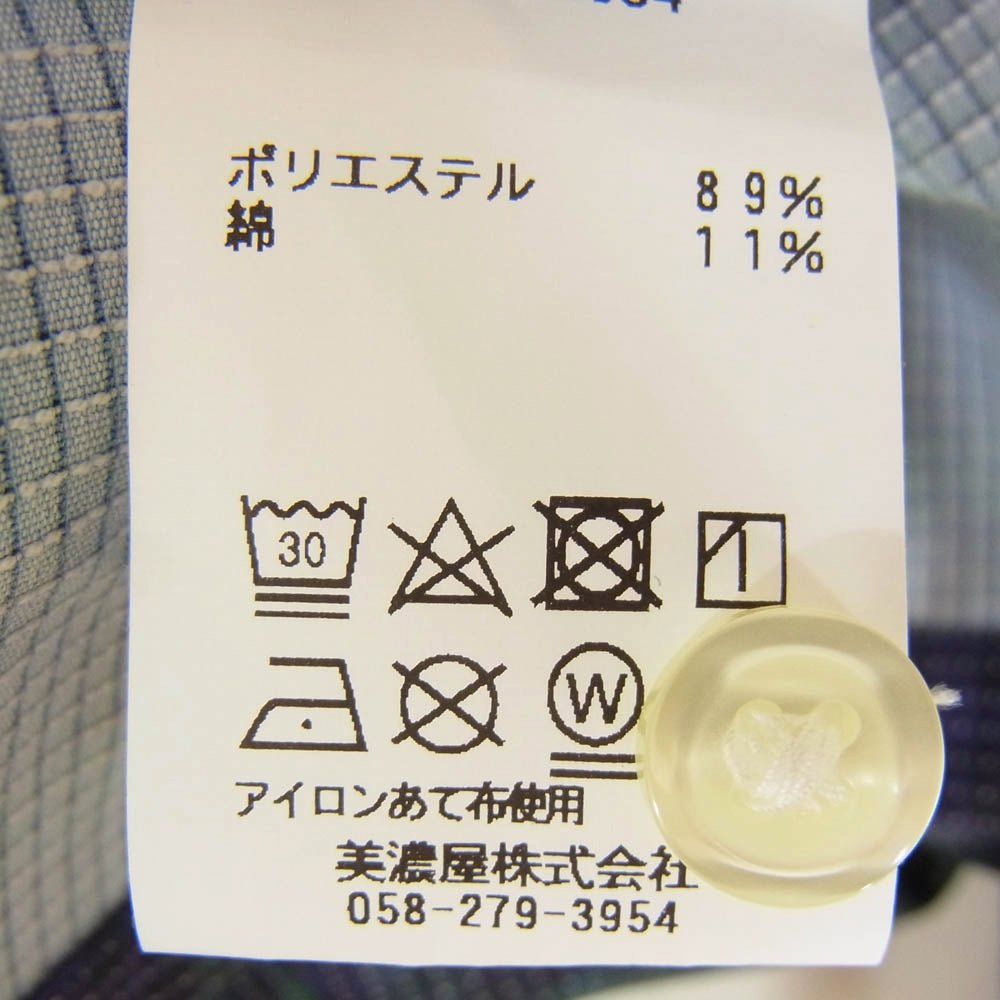 ポリエステル 89%
綿 11%
30
W
アイロンあて布使用
美濃屋株式会社
058-279-3954